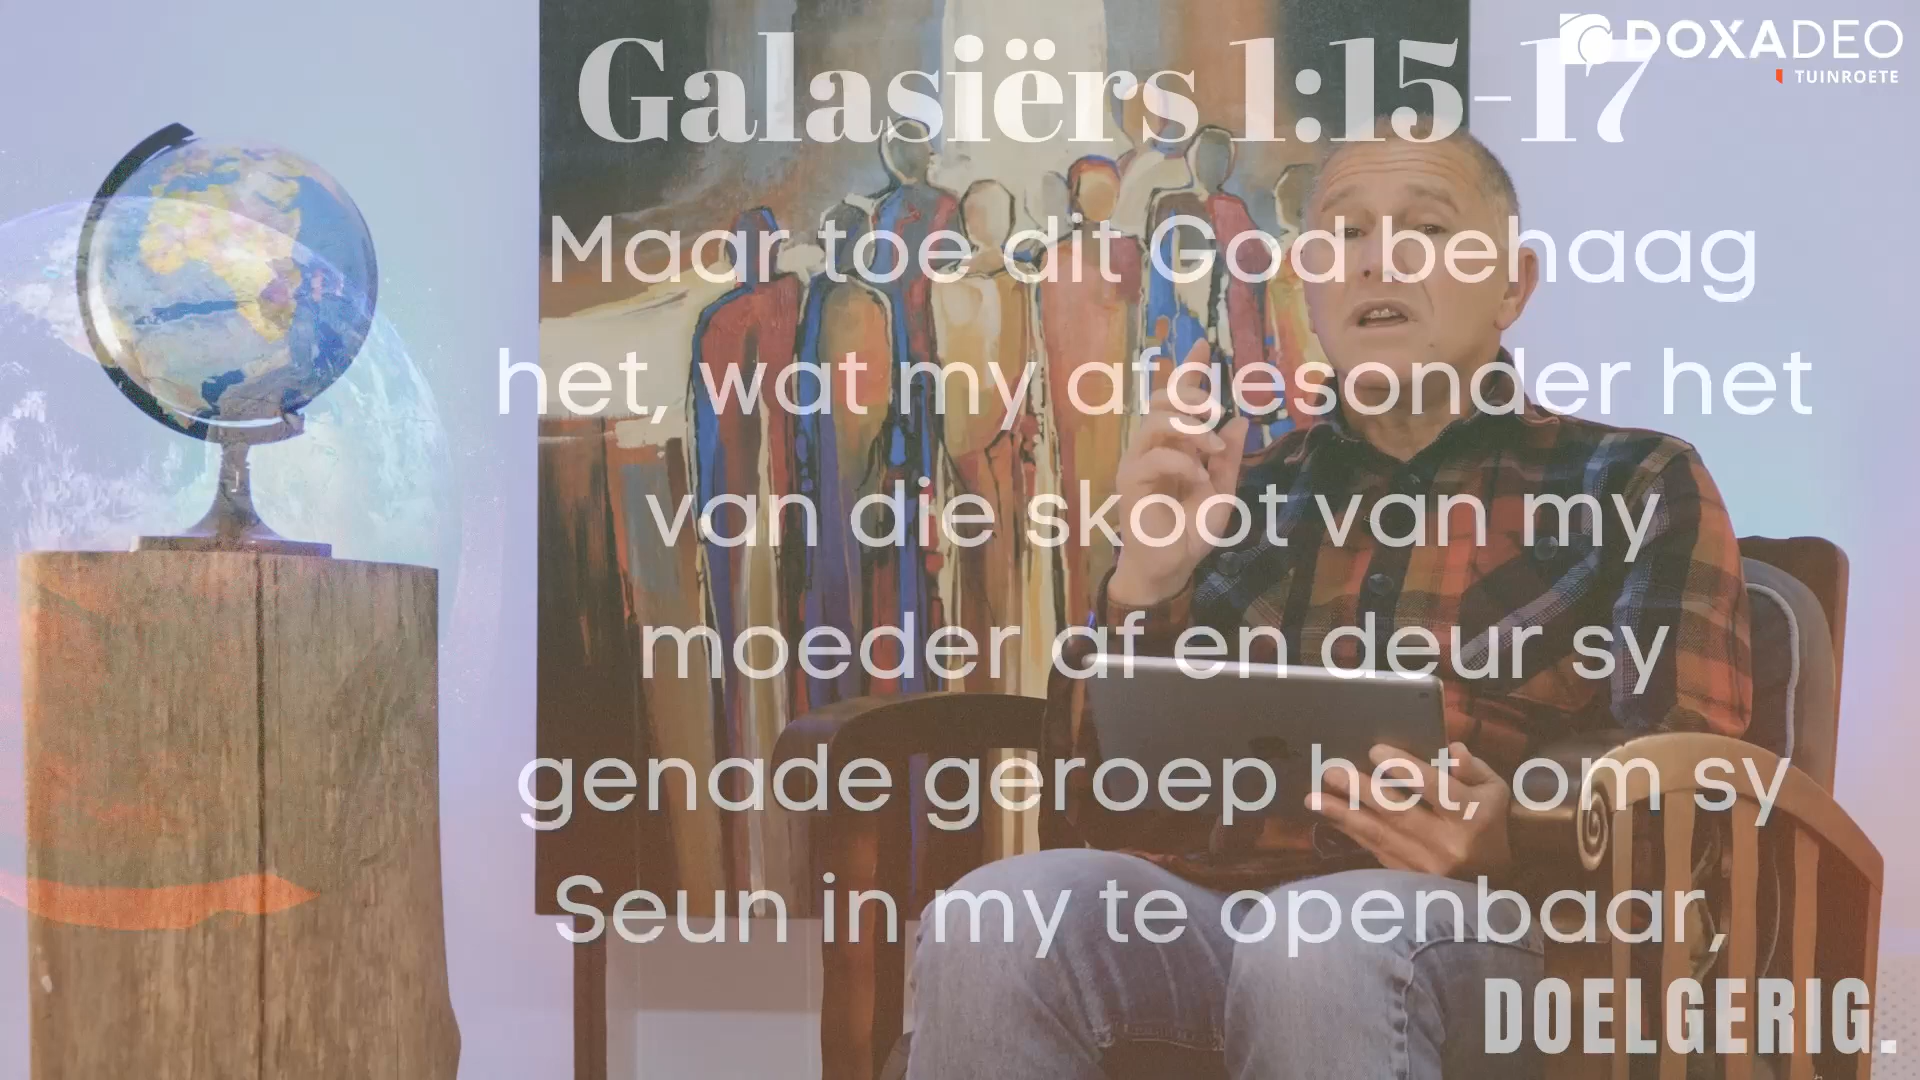 Galasiërs 1:15-17
DOXADEO
TUINROETE
Maar toe dit God behaag
het, wat my afgesonder het
van die skoot van my
moeder af en deur sy
genade geroep het, om sy
Seun in my te openbaar,
DOELGERIG.